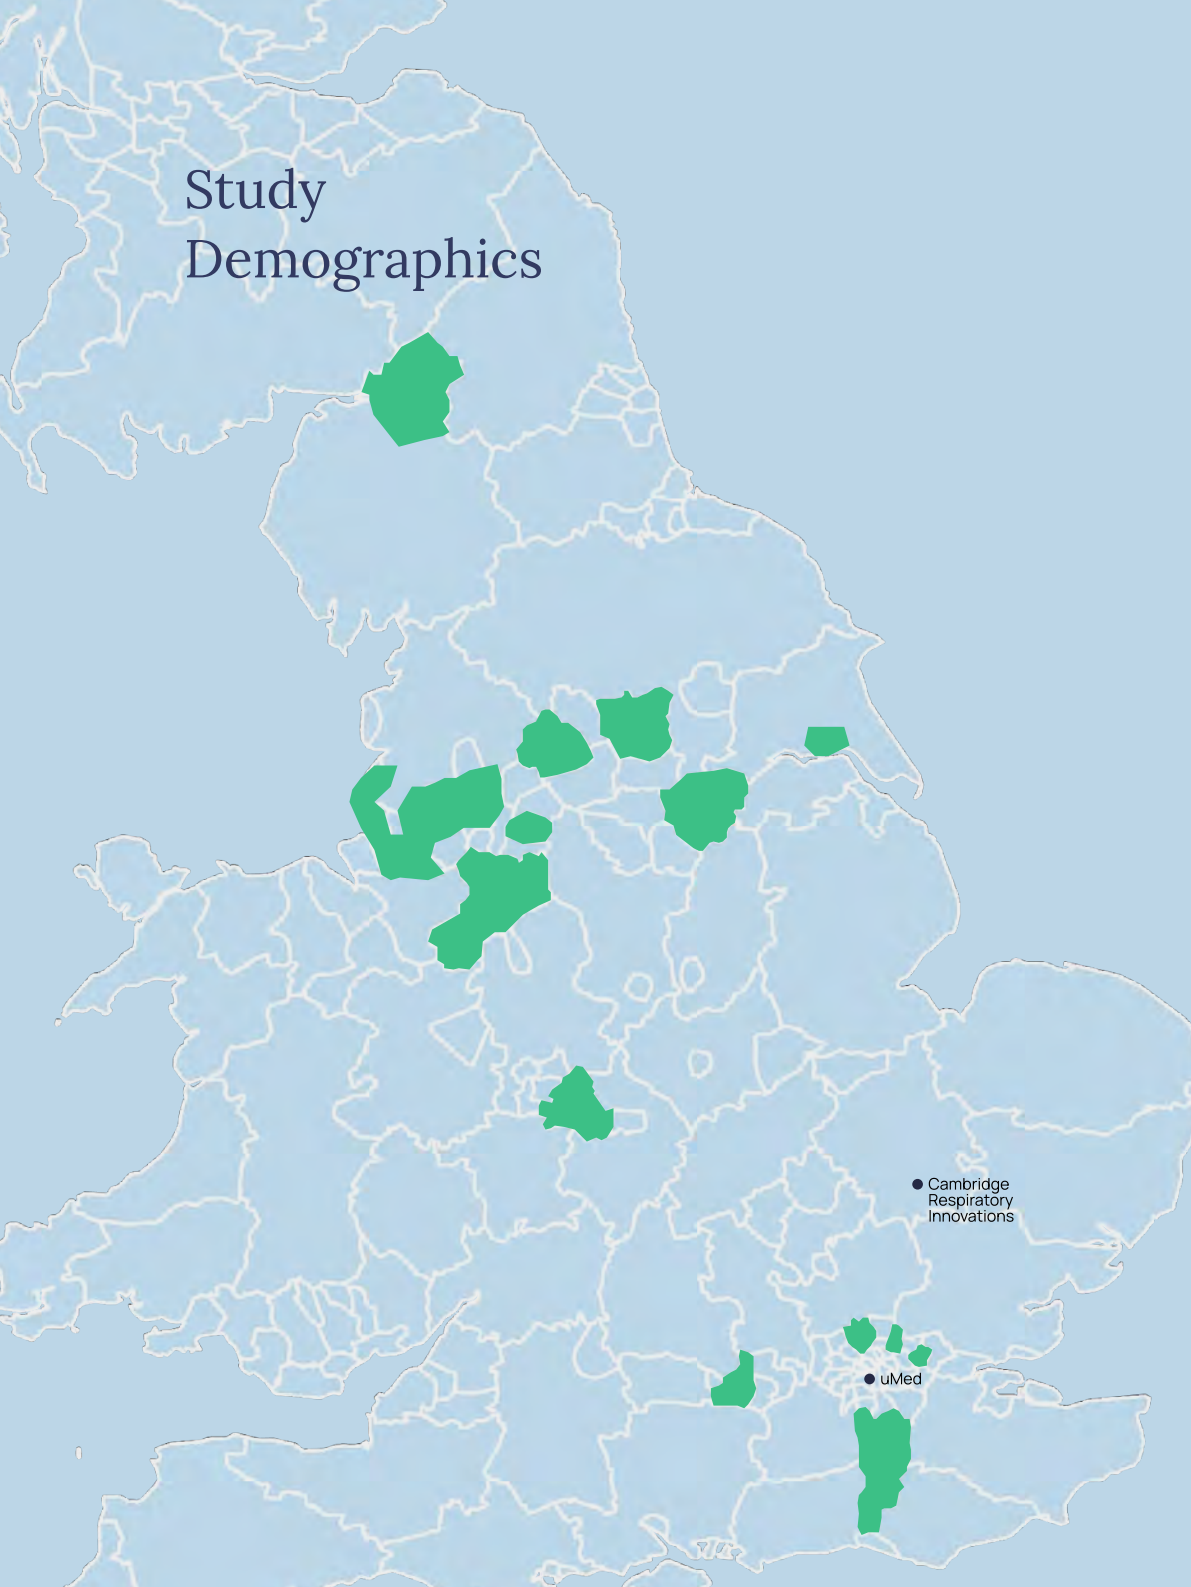 Study
Demographics
Cambridge
Respiratory
Innovations
uMed